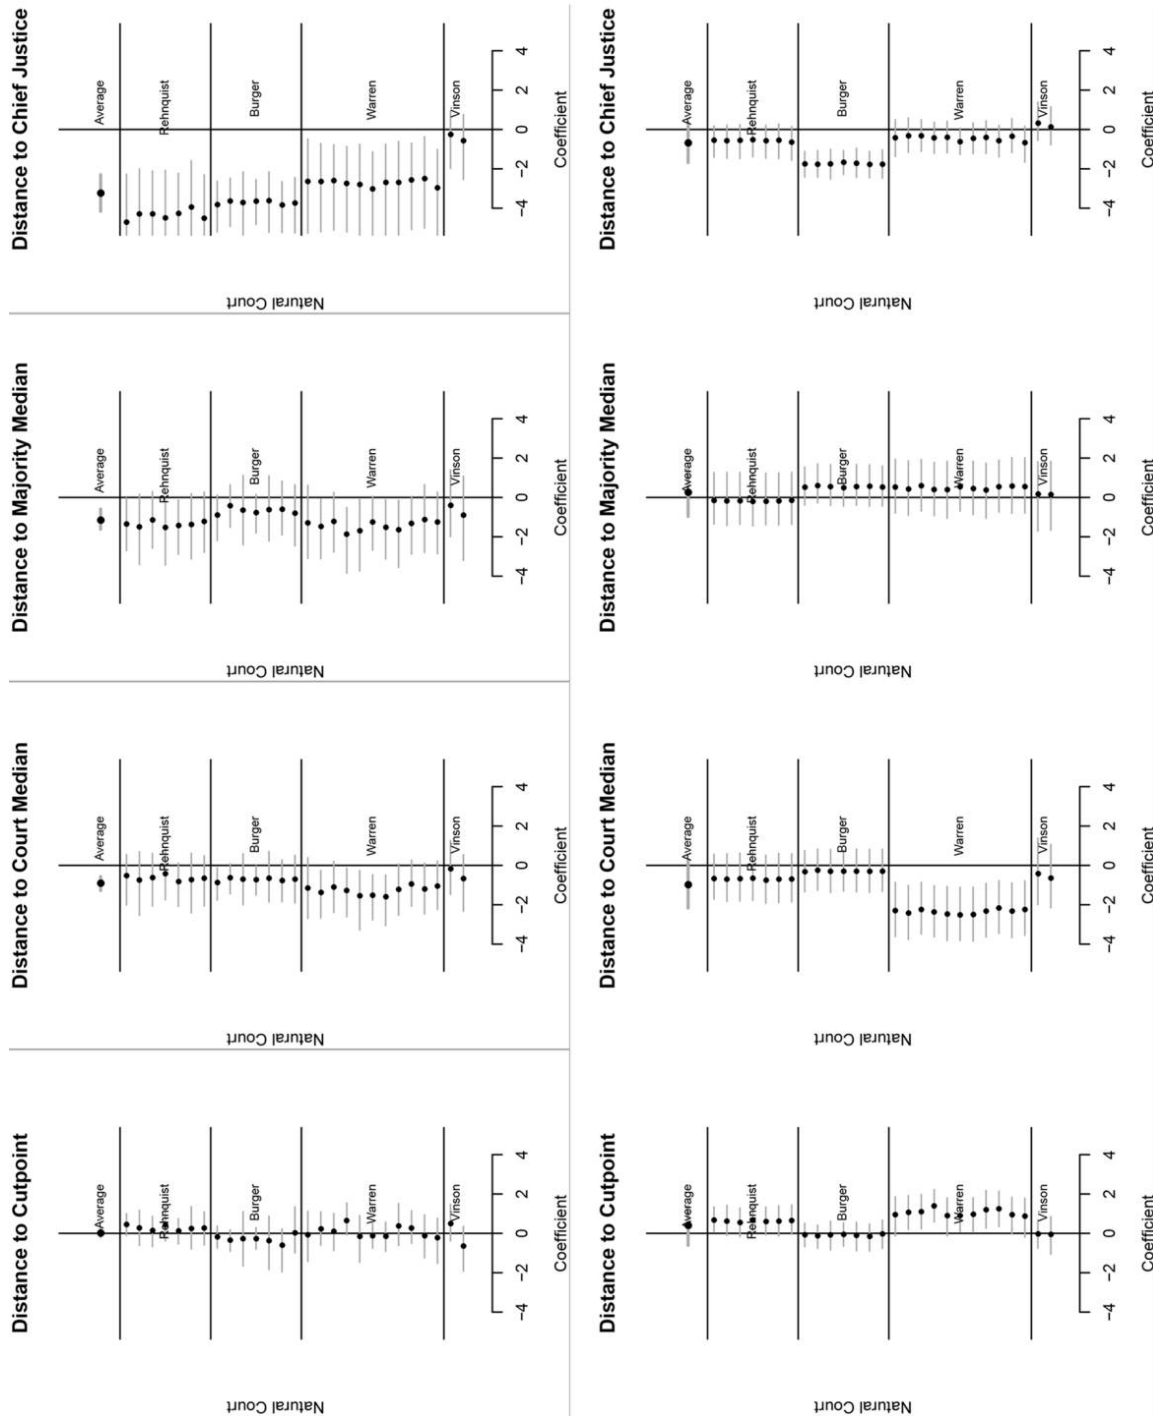 Distance to Cutpoint
Natural Court
Average
Rehnquist
Burger
Warren
Vinson
−4 −2 0 2 4
Coefficient
Distance to Court Median
Natural Court
Average
Rehnquist
Burger
Warren
Vinson
−4 −2 0 2 4
Coefficient
Distance to Majority Median
Natural Court
Average
Rehnquist
Burger
Warren
Vinson
−4 −2 0 2 4
Coefficient
Distance to Chief Justice
Natural Court
Average
Rehnquist
Burger
Warren
Vinson
−4 −2 0 2 4
Coefficient
Distance to Cutpoint
Natural Court
Average
Rehnquist
Burger
Warren
Vinson
−4 −2 0 2 4
Coefficient
Distance to Court Median
Natural Court
Average
Rehnquist
Burger
Warren
Vinson
−4 −2 0 2 4
Coefficient
Distance to Majority Median
Natural Court
Average
Rehnquist
Burger
Warren
Vinson
−4 −2 0 2 4
Coefficient
Distance to Chief Justice
Natural Court
Average
Rehnquist
Burger
Warren
Vinson
−4 −2 0 2 4
Coefficient